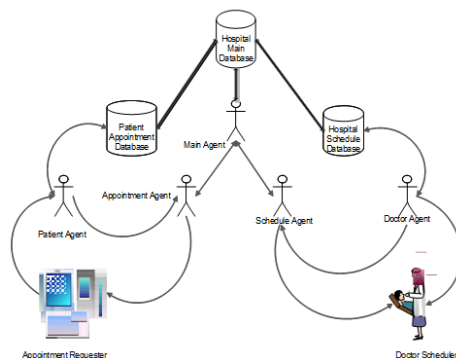 Hospital
Main
Database
Patient
Appointment
Database
Hospital
Schedule
Database
Main Agent
Appointment Agent
Patient Agent
Schedule Agent
Doctor Agent
Appointment Requester
Doctor Scheduler